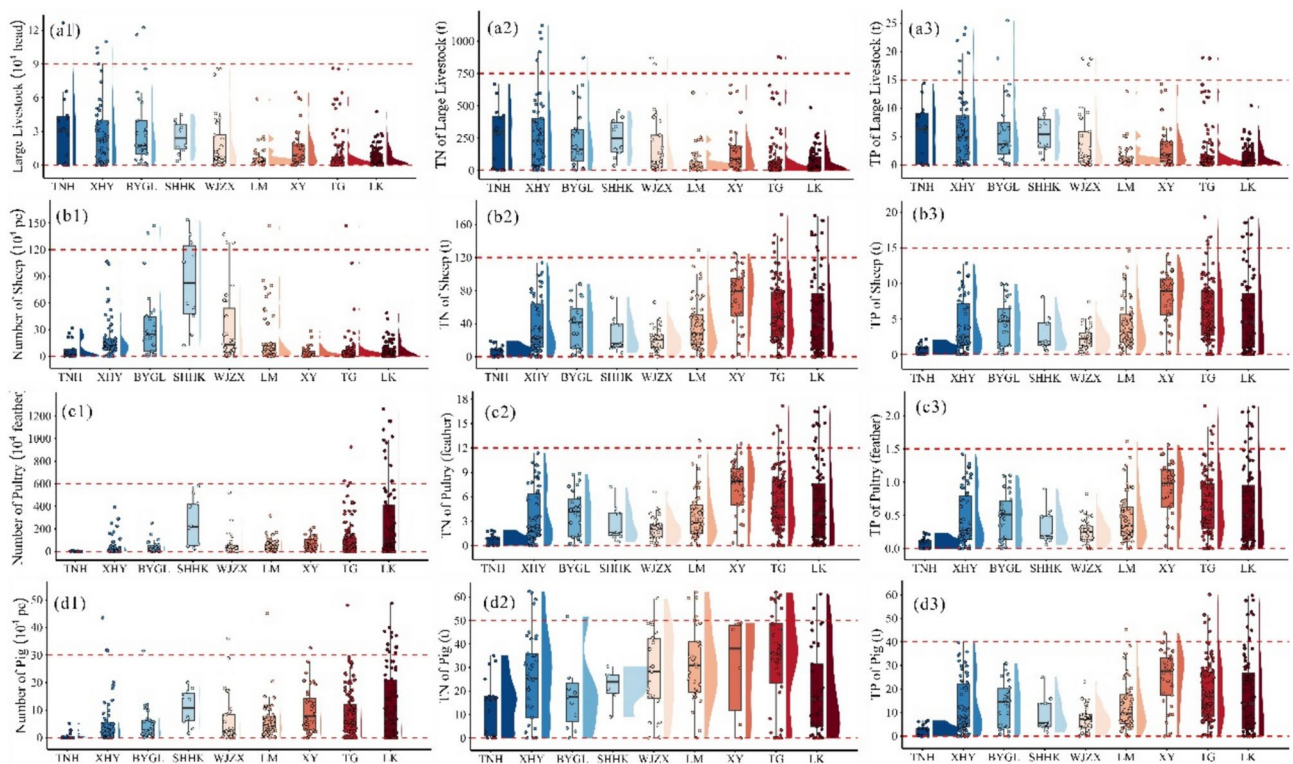 (a1)
Large Livestock (10⁴ head)
12
9
6
3
0
TNH XHY BYGL SHHK WJZX LM XY TG LK
(a2)
TN of Large Livestock (t)
1000
750
500
250
0
TNH XHY BYGL SHHK WJZX LM XY TG LK
(a3)
TP of Large Livestock (t)
25
20
15
10
5
0
TNH XHY BYGL SHHK WJZX LM XY TG LK
(b1)
Number of Sheep (10⁴ pc)
150
120
90
60
30
0
TNH XHY BYGL SHHK WJZX LM XY TG LK
(b2)
TN of Sheep (t)
160
120
80
40
0
TNH XHY BYGL SHHK WJZX LM XY TG LK
(b3)
TP of Sheep (t)
20
15
10
5
0
TNH XHY BYGL SHHK WJZX LM XY TG LK
(c1)
Number of Pultry (10⁴ feather)
1200
1000
800
600
400
200
0
TNH XHY BYGL SHHK WJZX LM XY TG LK
(c2)
TN of Pultry (feather)
18
15
12
9
6
3
0
TNH XHY BYGL SHHK WJZX LM XY TG LK
(c3)
TP of Pultry (feather)
2.0
1.5
1.0
0.5
0.0
TNH XHY BYGL SHHK WJZX LM XY TG LK
(d1)
Number of Pig (10⁴ pc)
50
40
30
20
10
0
TNH XHY BYGL SHHK WJZX LM XY TG LK
(d2)
TN of Pig (t)
60
50
40
30
20
10
0
TNH XHY BYGL SHHK WJZX LM XY TG LK
(d3)
TP of Pig (t)
60
50
40
30
20
10
0
TNH XHY BYGL SHHK WJZX LM XY TG LK